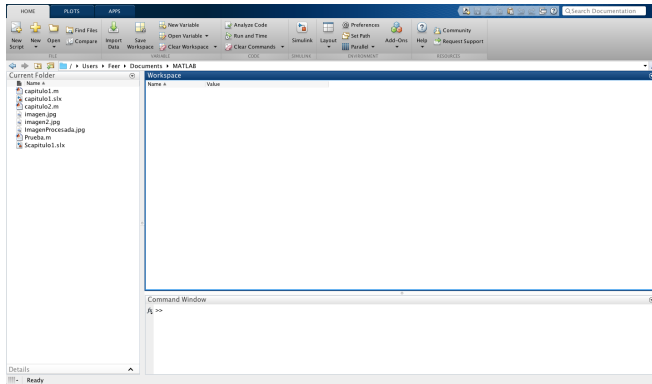 HOME PLOTS APPS
Search Documentation
New Script
New
Open
Find Files
Compare
Import Data
Save Workspace
New Variable
Open Variable
Clear Workspace
Analyze Code
Run and Time
Clear Commands
Simulink
Layout
Preferences
Set Path
Parallel
Add-Ons
Help
Community
Request Support
FILE VARIABLE CODE SIMULINK ENVIRONMENT RESOURCES
/ Users Feer Documents MATLAB
Current Folder
Name
capitulo1.m
capitulo1.slx
capitulo2.m
imagen.jpg
imagen2.jpg
ImagenProcesada.jpg
Prueba.m
Scapitulo1.slx
Details
Workspace
Name Value
Command Window
fx >>
Ready